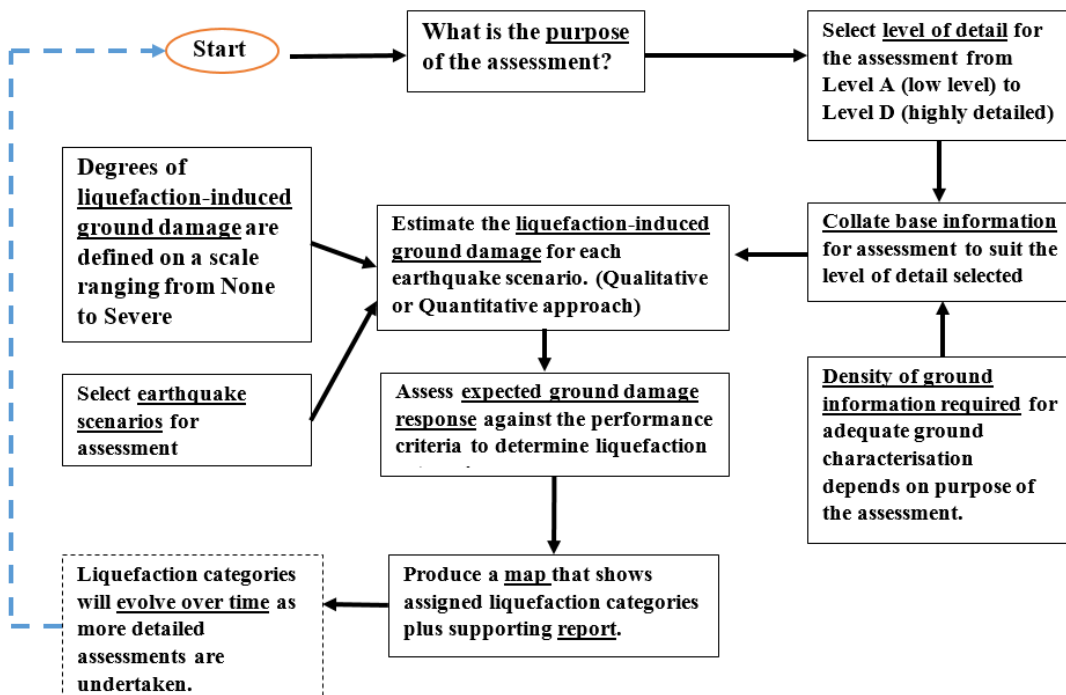 Start
What is the purpose
of the assessment?
Select level of detail for
the assessment from
Level A (low level) to
Level D (highly detailed)
Degrees of
liquefaction-induced
ground damage are
defined on a scale
ranging from None
to Severe
Estimate the liquefaction-induced
ground damage for each
earthquake scenario. (Qualitative
or Quantitative approach)
Collate base information
for assessment to suit the
level of detail selected
Select earthquake
scenarios for
assessment
Assess expected ground damage
response against the performance
criteria to determine liquefaction
Density of ground
information required for
adequate ground
characterisation
depends on purpose of
the assessment.
Liquefaction categories
will evolve over time as
more detailed
assessments are
undertaken.
Produce a map that shows
assigned liquefaction categories
plus supporting report.